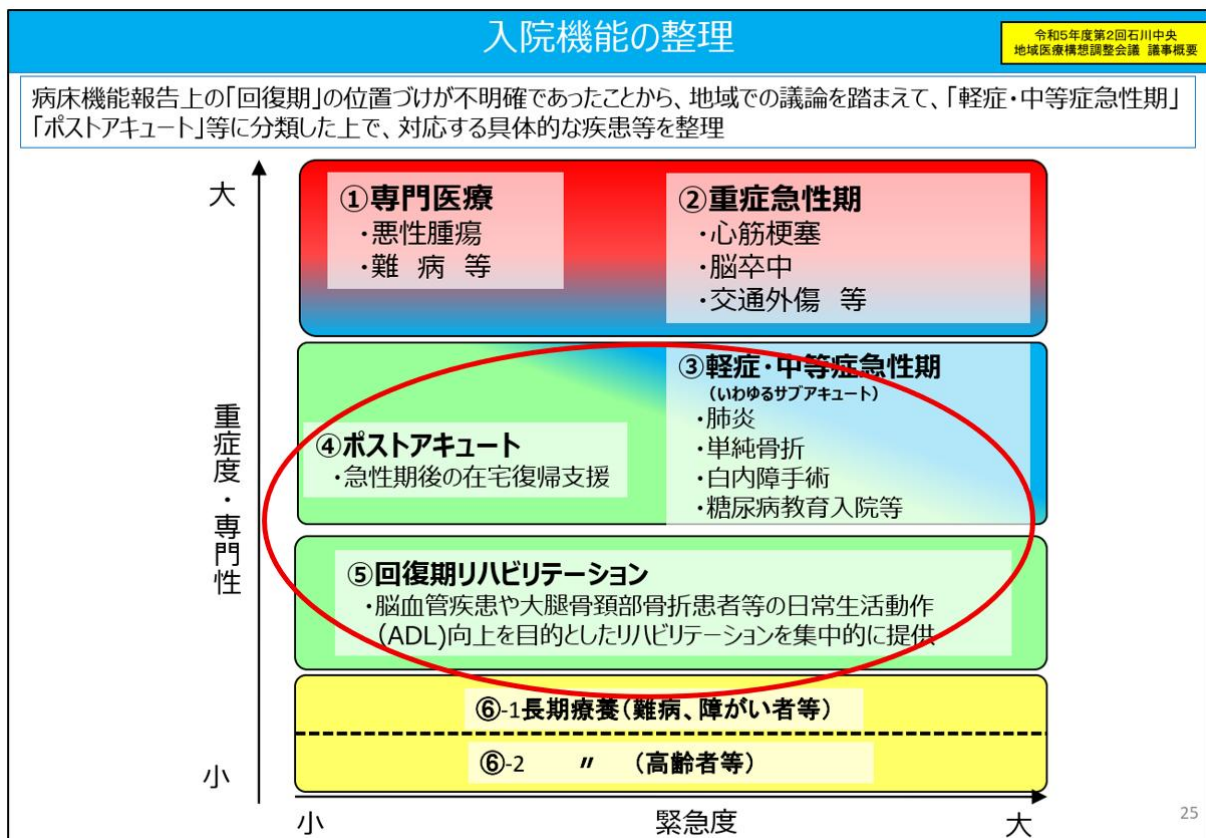 入院機能の整理
令和5年度第2回石川中央
地域医療構想調整会議 議事概要
病床機能報告上の「回復期」の位置づけが不明確であったことから、地域での議論を踏まえて、「軽症・中等症急性期」
「ポストアキュート」等に分類した上で、対応する具体的な疾患等を整理
大
重症度・専門性
小
①専門医療
・悪性腫瘍
・難 病 等
②重症急性期
・心筋梗塞
・脳卒中
・交通外傷 等
③軽症・中等症急性期
(いわゆるサブアキュート)
・肺炎
・単純骨折
・白内障手術
・糖尿病教育入院等
④ポストアキュート
・急性期後の在宅復帰支援
⑤回復期リハビリテーション
・脳血管疾患や大腿骨頚部骨折患者等の日常生活動作
(ADL)向上を目的としたリハビリテーションを集中的に提供
⑥-1長期療養(難病、障がい者等)
⑥-2 〃 (高齢者等)
小 緊急度 大
25